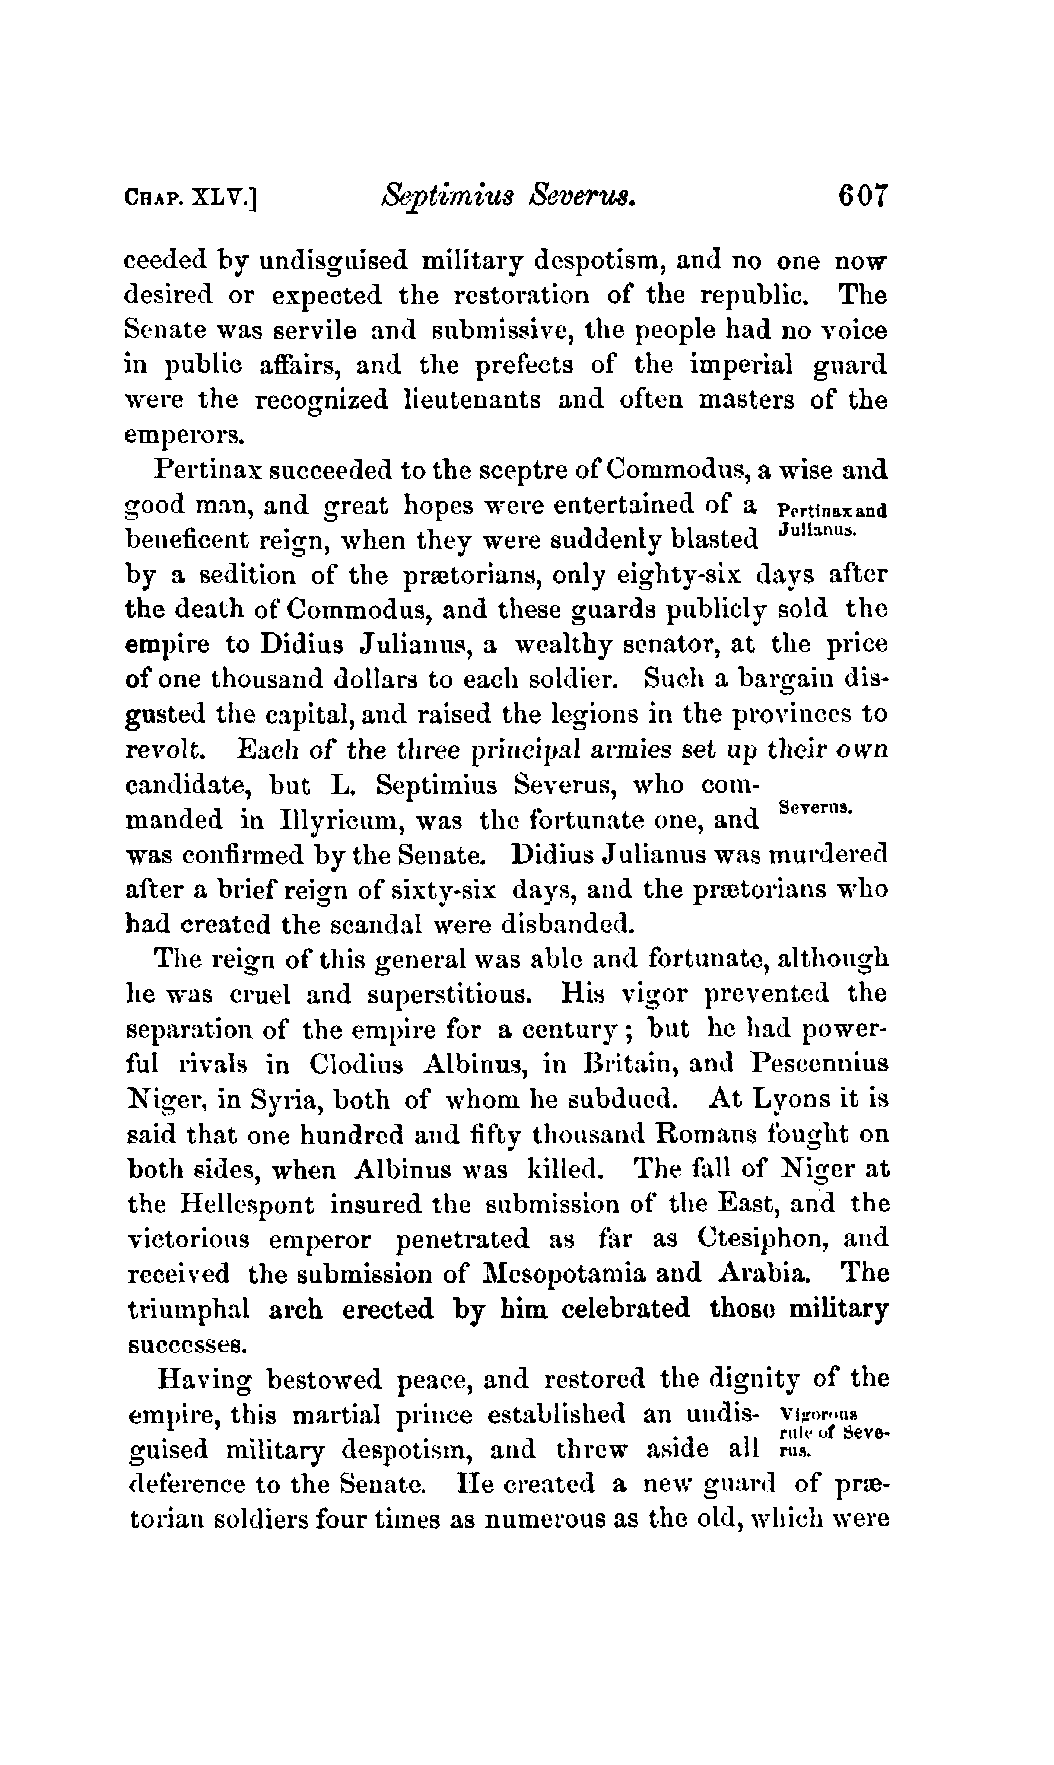 CHAP. XLV.] Septimius Severus. 607
ceeded by undisguised military despotism, and no one now
desired or expected the restoration of the republic. The
Senate was servile and submissive, the people had no voice
in public affairs, and the prefects of the imperial guard
were the recognized lieutenants and often masters of the
emperors.
Pertinax succeeded to the sceptre of Commodus, a wise and
good man, and great hopes were entertained of a
Pertinax and
beneficent reign, when they were suddenly blasted
Julianus.
by a sedition of the prætorians, only eighty-six days after
the death of Commodus, and these guards publicly sold the
empire to Didius Julianus, a wealthy senator, at the price
of one thousand dollars to each soldier. Such a bargain dis-
gusted the capital, and raised the legions in the provinces to
revolt. Each of the three principal armies set up their own
candidate, but L. Septimius Severus, who com-
manded in Illyricum, was the fortunate one, and
Severus.
was confirmed by the Senate. Didius Julianus was murdered
after a brief reign of sixty-six days, and the prætorians who
had created the scandal were disbanded.
The reign of this general was able and fortunate, although
he was cruel and superstitious. His vigor prevented the
separation of the empire for a century; but he had power-
ful rivals in Clodius Albinus, in Britain, and Pescennius
Niger, in Syria, both of whom he subdued. At Lyons it is
said that one hundred and fifty thousand Romans fought on
both sides, when Albinus was killed. The fall of Niger at
the Hellespont insured the submission of the East, and the
victorious emperor penetrated as far as Ctesiphon, and
received the submission of Mesopotamia and Arabia. The
triumphal arch erected by him celebrated those military
successes.
Having bestowed peace, and restored the dignity of the
empire, this martial prince established an undis-
Vigorous
rule of Seve-
guised military despotism, and threw aside all
rus.
deference to the Senate. He created a new guard of præ-
torian soldiers four times as numerous as the old, which were